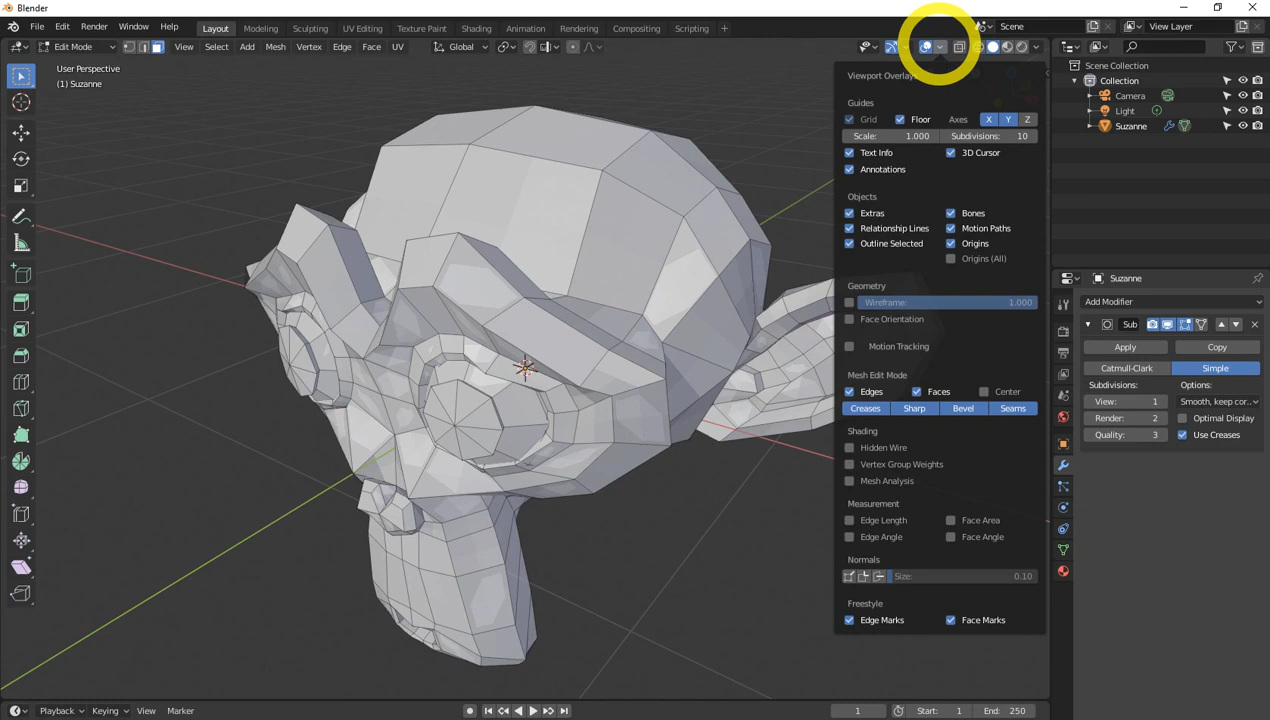 Blender
File Edit Render Window Help
Layout Modeling Sculpting UV Editing Texture Paint Shading Animation Rendering Compositing Scripting +
Scene
View Layer
Edit Mode
View Select Add Mesh Vertex Edge Face UV
Global
User Perspective
(1) Suzanne
Viewport Overlays
Guides
Grid Floor Axes X Y Z
Scale: 1.000 Subdivisions: 10
Text Info 3D Cursor
Annotations
Objects
Extras Bones
Relationship Lines Motion Paths
Outline Selected Origins
Origins (All)
Geometry
Wireframe: 1.000
Face Orientation
Motion Tracking
Mesh Edit Mode
Edges Faces Center
Creases Sharp Bevel Seams
Shading
Hidden Wire
Vertex Group Weights
Mesh Analysis
Measurement
Edge Length Face Area
Edge Angle Face Angle
Normals
Size: 0.10
Freestyle
Edge Marks Face Marks
Scene Collection
Collection
Camera
Light
Suzanne
Suzanne
Add Modifier
Sub
Apply Copy
Catmull-Clark Simple
Subdivisions: Options:
View: 1 Smooth, keep cor..
Render: 2 Optimal Display
Quality: 3 Use Creases
Playback Keying View Marker
1 Start: 1 End: 250